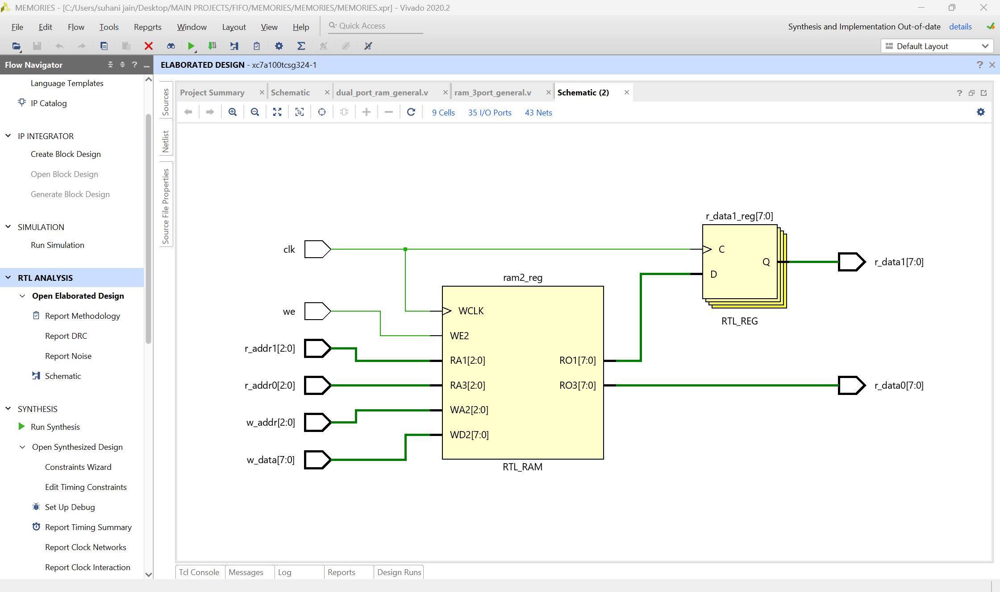 MEMORIES - [C:/Users/suhani jain/Desktop/MAIN PROJECTS/FIFO/MEMORIES/MEMORIES/MEMORIES.xpr] - Vivado 2020.2
File Edit Flow Tools Reports Window Layout View Help Quick Access
Synthesis and Implementation Out-of-date details
Default Layout
Flow Navigator
Language Templates
IP Catalog
IP INTEGRATOR
Create Block Design
Open Block Design
Generate Block Design
SIMULATION
Run Simulation
RTL ANALYSIS
Open Elaborated Design
Report Methodology
Report DRC
Report Noise
Schematic
SYNTHESIS
Run Synthesis
Open Synthesized Design
Constraints Wizard
Edit Timing Constraints
Set Up Debug
Report Timing Summary
Report Clock Networks
Report Clock Interaction
ELABORATED DESIGN - xc7a100tcsg324-1
Sources
Netlist
Source File Properties
Project Summary Schematic dual_port_ram_general.v ram_3port_general.v Schematic (2)
9 Cells 35 I/O Ports 43 Nets
r_data1_reg[7:0]
clk
C
Q
D
RTL_REG
r_data1[7:0]
ram2_reg
we
r_addr1[2:0]
r_addr0[2:0]
w_addr[2:0]
w_data[7:0]
WCLK
WE2
RA1[2:0] RO1[7:0]
RA3[2:0] RO3[7:0]
WA2[2:0]
WD2[7:0]
RTL_RAM
r_data0[7:0]
Tcl Console Messages Log Reports Design Runs